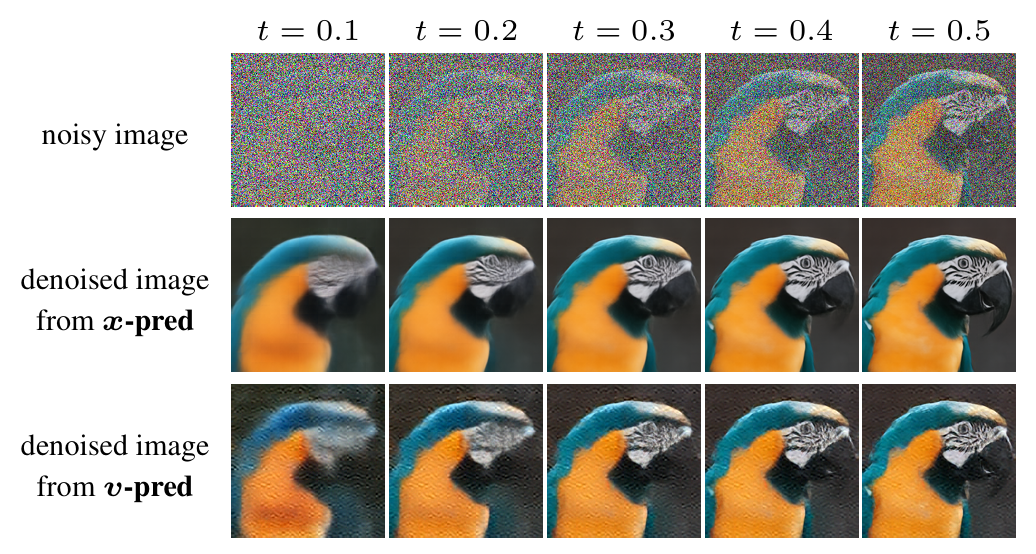 t = 0.1 t = 0.2 t = 0.3 t = 0.4 t = 0.5
noisy image
denoised image
from x-pred
denoised image
from v-pred